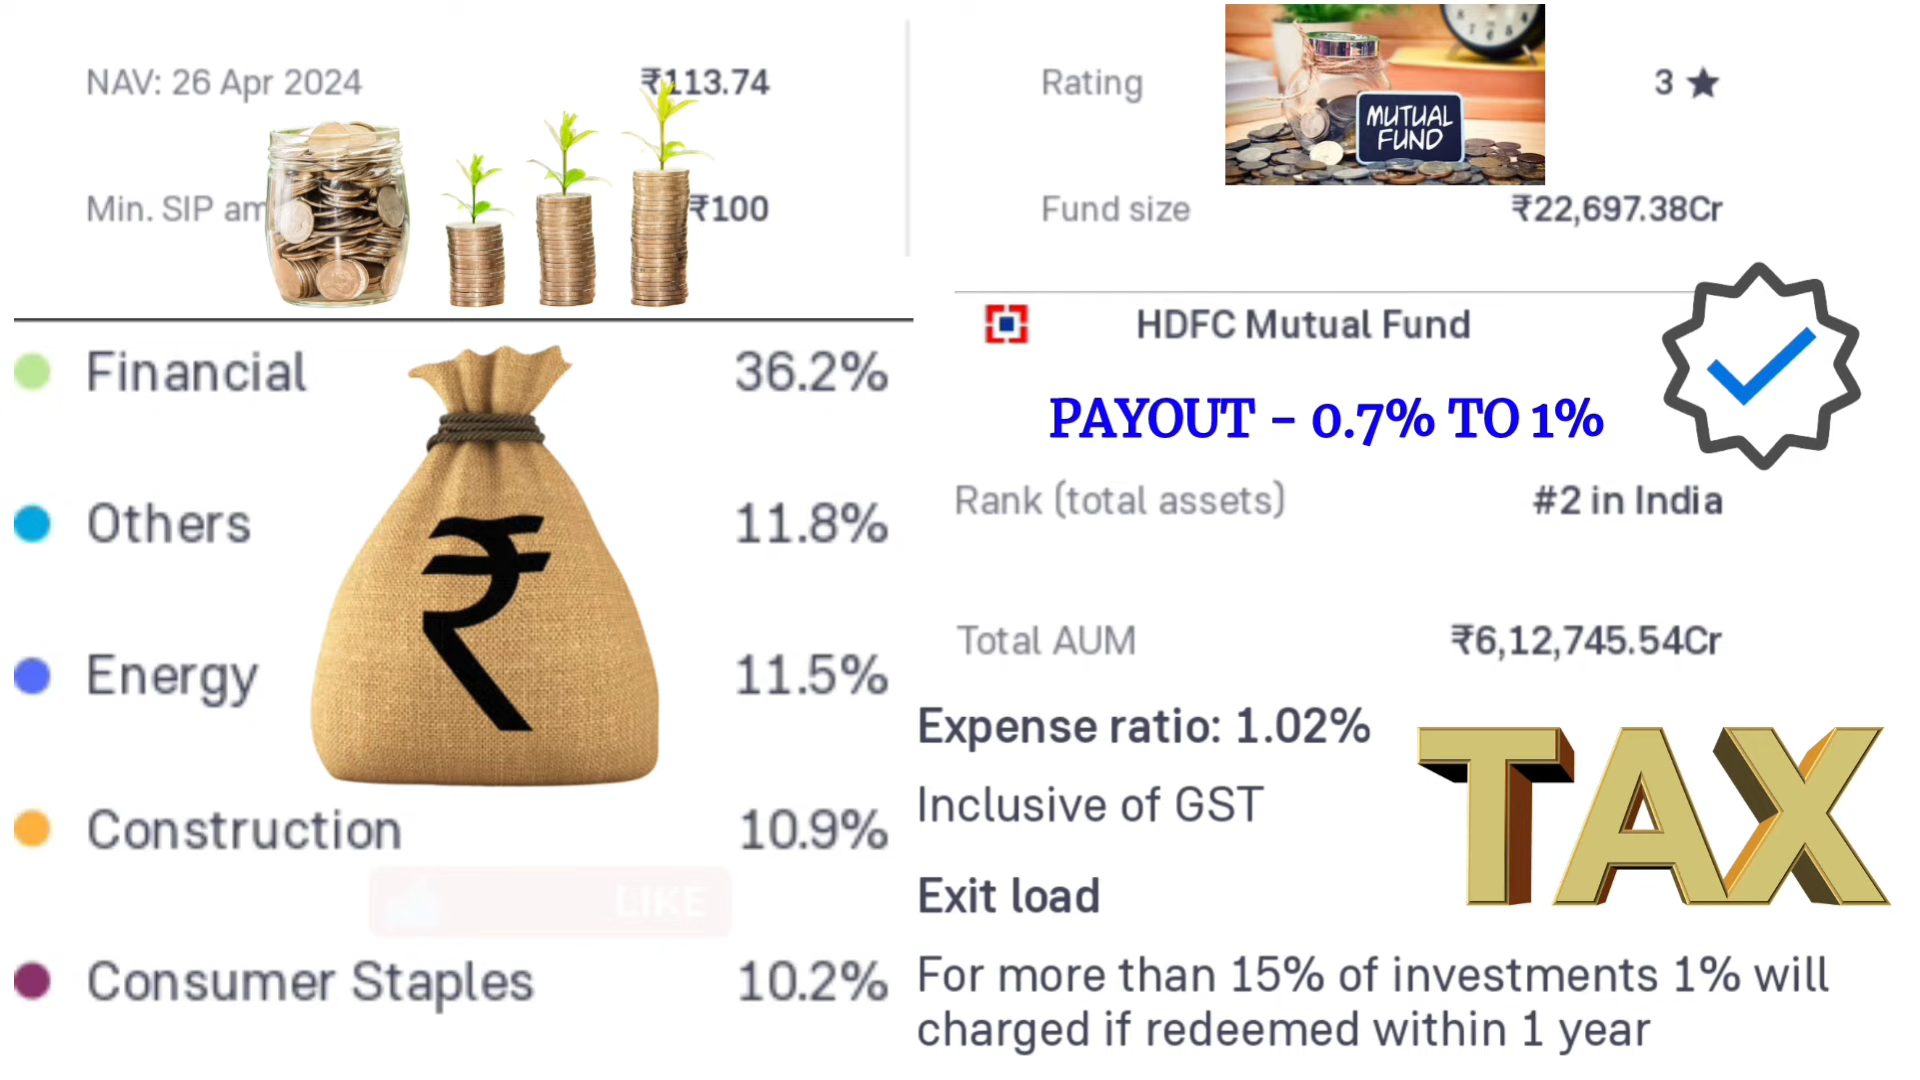 NAV: 26 Apr 2024 ₹113.74
Min. SIP am ₹100
Rating 3 ★
MUTUAL
FUND
Fund size ₹22,697.38Cr
Financial 36.2%
Others 11.8%
Energy 11.5%
Construction 10.9%
LIKE
Consumer Staples 10.2%
₹
HDFC Mutual Fund
PAYOUT - 0.7% TO 1%
Rank (total assets) #2 in India
Total AUM ₹6,12,745.54Cr
Expense ratio: 1.02%
Inclusive of GST
TAX
Exit load
For more than 15% of investments 1% will
charged if redeemed within 1 year